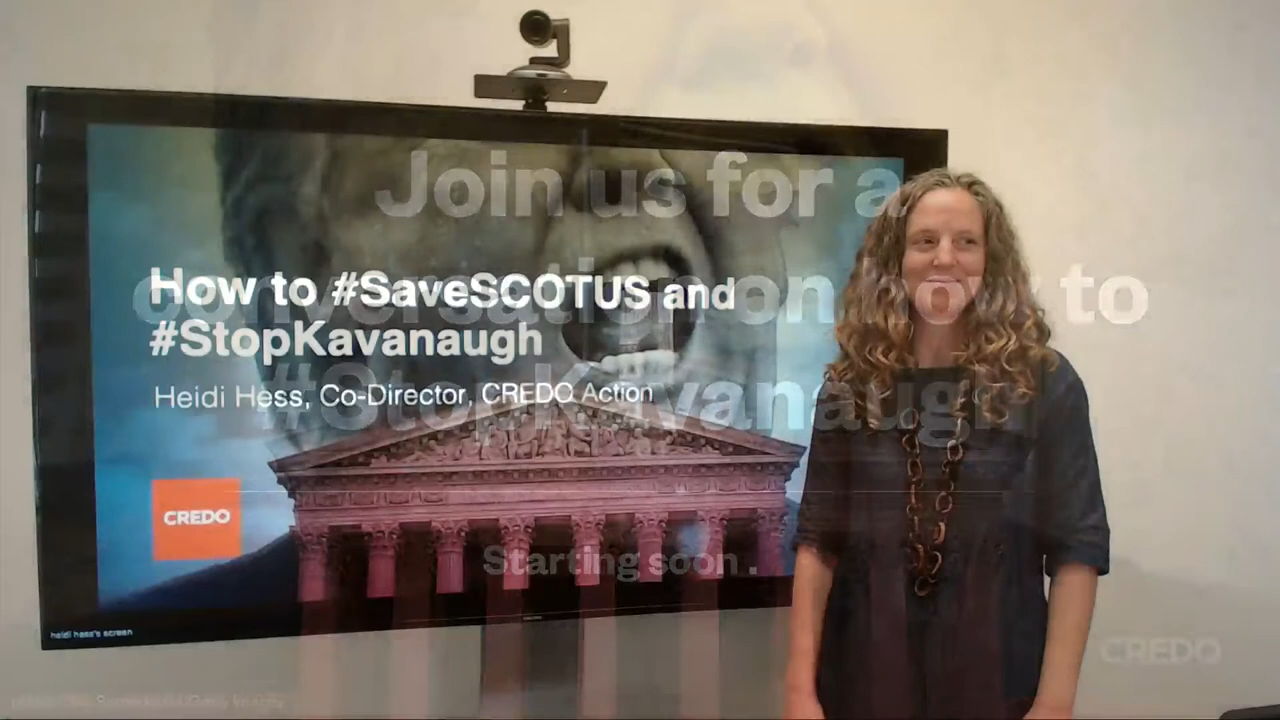 Join us for a
conversation on how to
#StopKavanaugh
Starting soon .
How to #SaveSCOTUS and
#StopKavanaugh
Heidi Hess, Co-Director, CREDO Action
CREDO
heidi hess's screen
CREDO